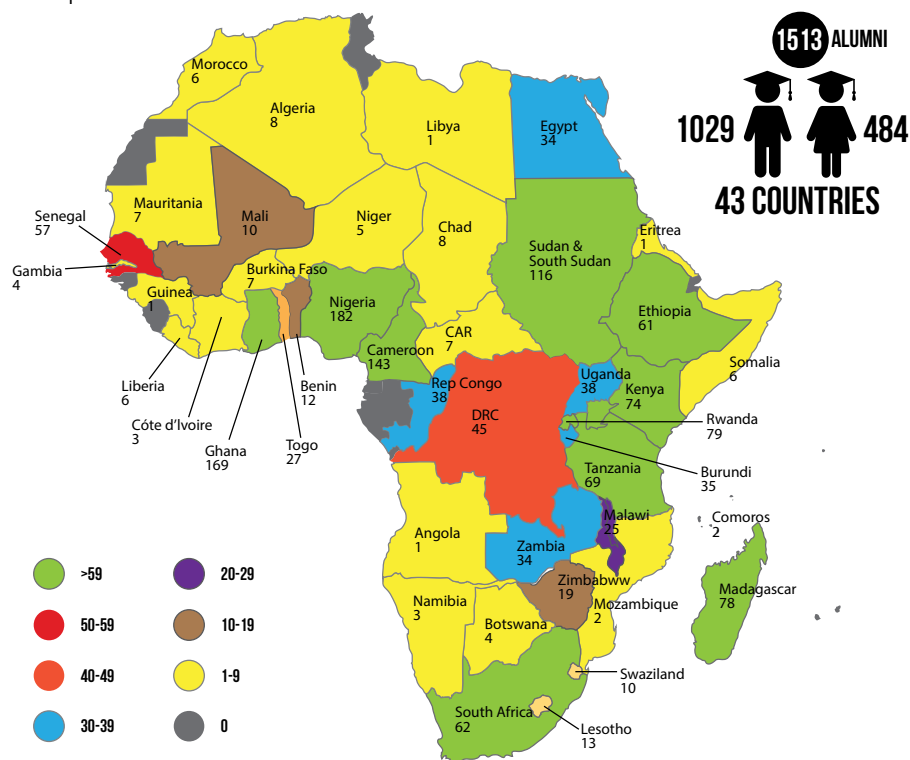 1513 ALUMNI
1029
484
43 COUNTRIES
Morocco
6
Algeria
8
Libya
1
Egypt
34
Mauritania
7
Mali
10
Niger
5
Chad
8
Sudan &
South Sudan
116
Eritrea
1
Senegal
57
Gambia
4
Guinea
1
Burkina Faso
7
Nigeria
182
Ethiopia
61
Cameroon
143
CAR
7
Somalia
6
Liberia
6
Córe d'Ivoire
3
Ghana
169
Togo
27
Benin
12
Rep Congo
38
DRC
45
Uganda
38
Kenya
74
Rwanda
79
Burundi
35
Tanzania
69
Angola
1
Zambia
34
Malawi
25
Comoros
2
Madagascar
78
Zimbabww
19
Mozambique
2
Namibia
3
Botswana
4
Swaziland
10
South Africa
62
Lesotho
13
>59
50-59
40-49
30-39
20-29
10-19
1-9
0